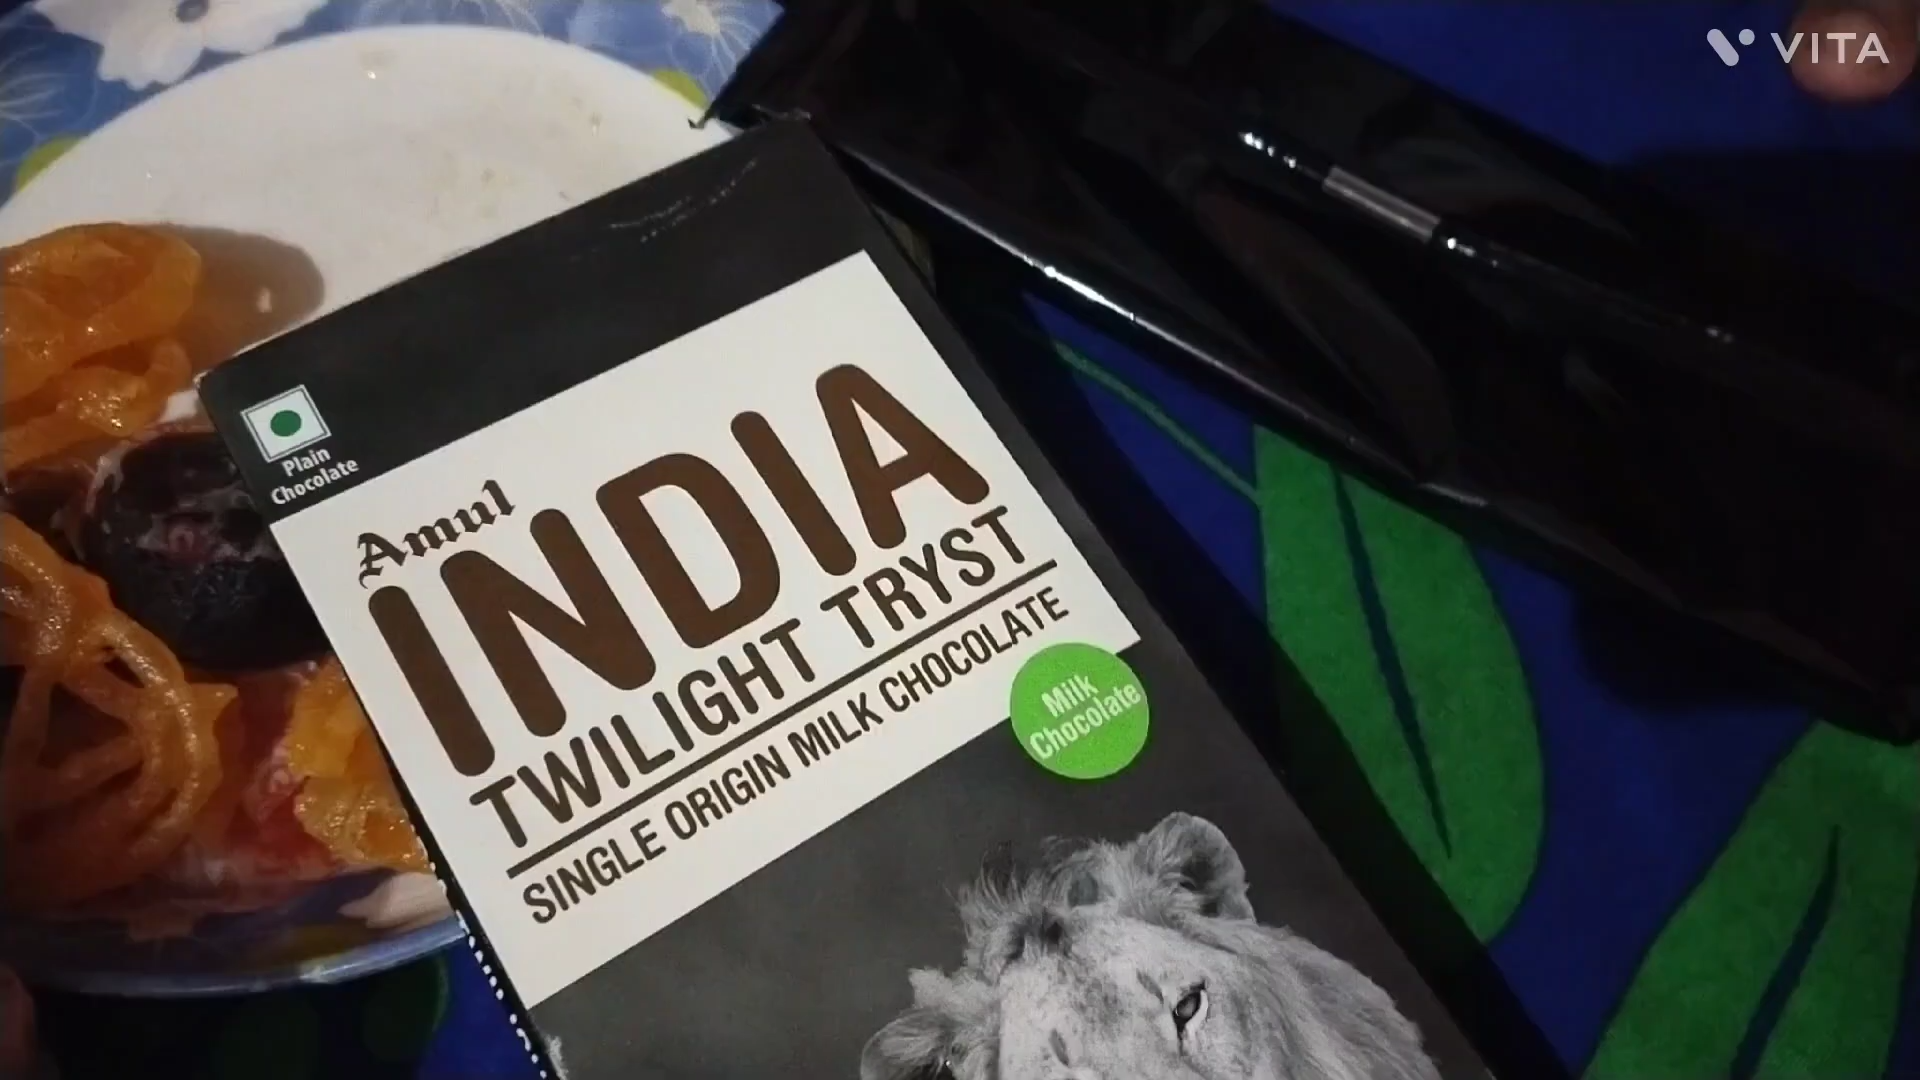 VITA
Plain
Chocolate
Amul
INDIA
TWILIGHT TRYST
SINGLE ORIGIN MILK CHOCOLATE
Milk
Chocolate